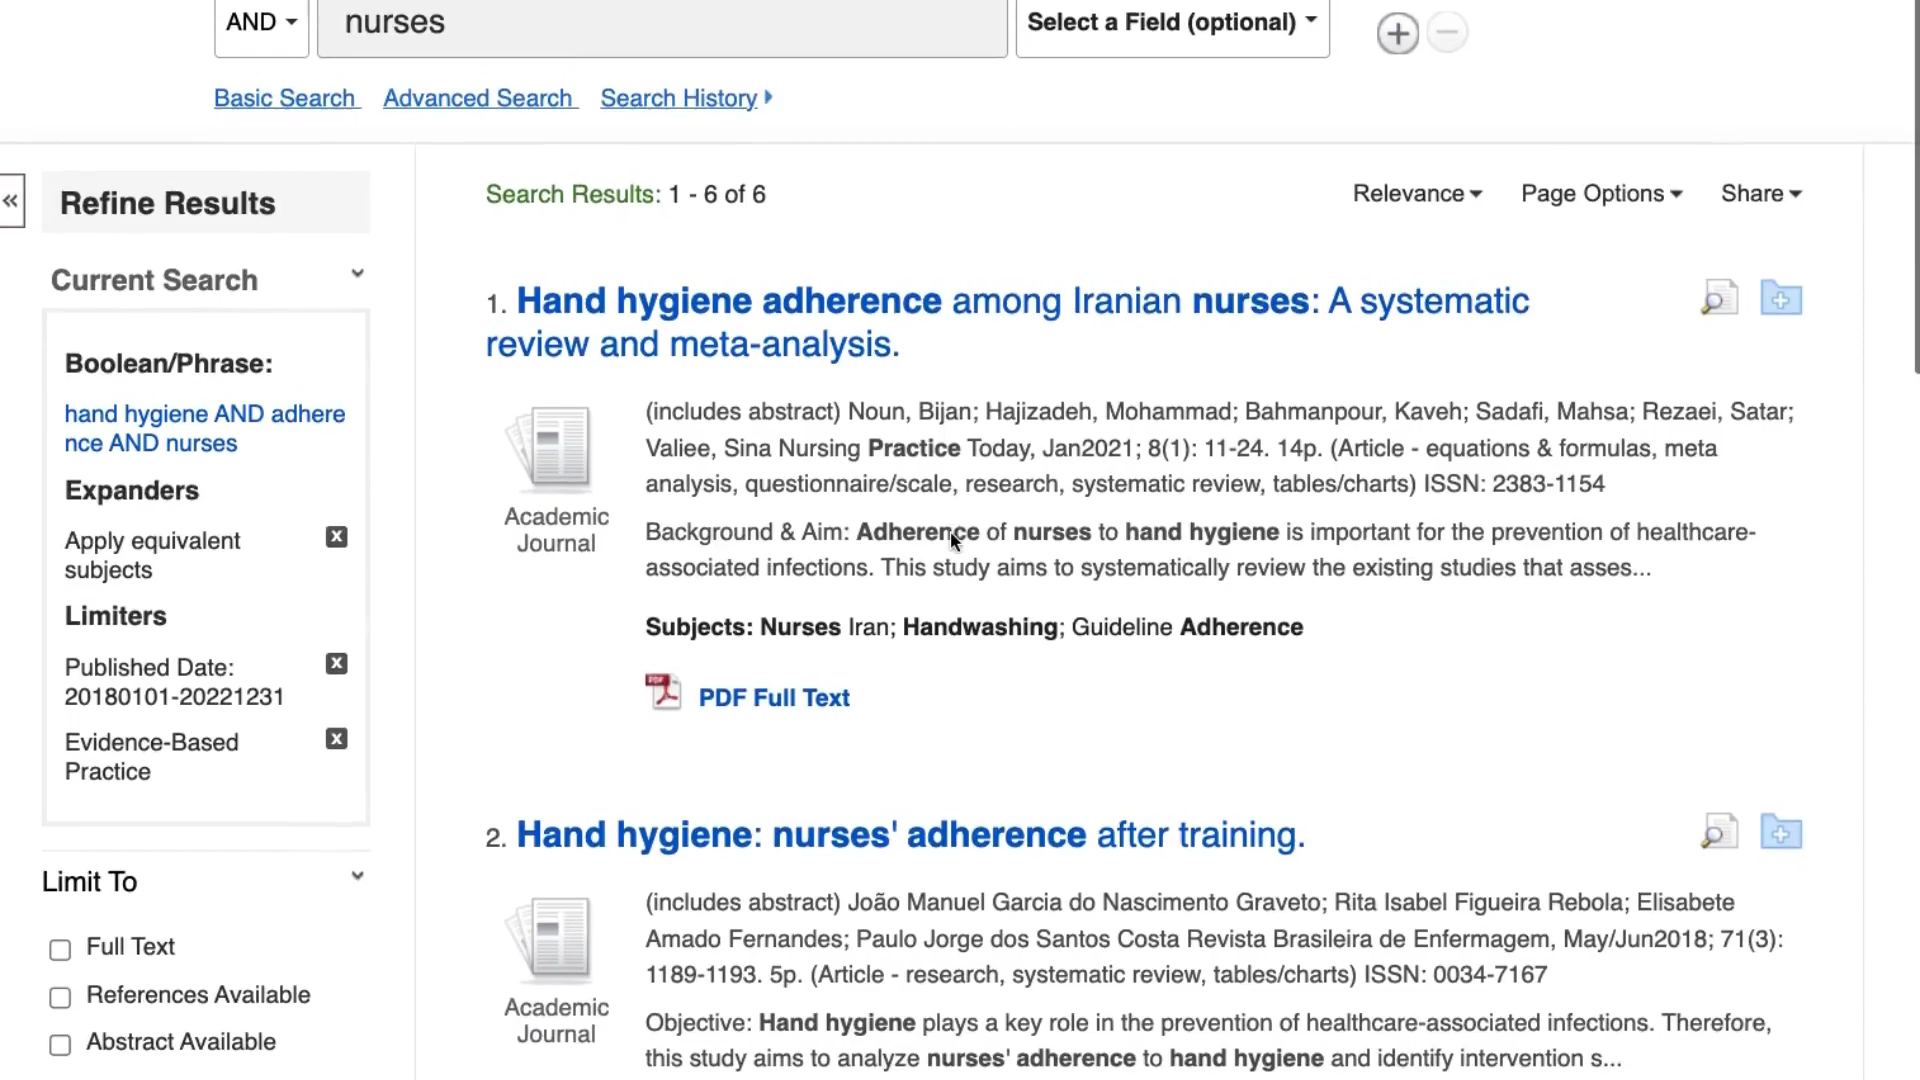 AND
nurses
Select a Field (optional)
Basic Search Advanced Search Search History
Refine Results
Search Results: 1 - 6 of 6
Relevance Page Options Share
Current Search
Boolean/Phrase:
hand hygiene AND adhere
nce AND nurses
Expanders
Apply equivalent
subjects
Limiters
Published Date:
20180101-20221231
Evidence-Based
Practice
Limit To
Full Text
References Available
Abstract Available
1. Hand hygiene adherence among Iranian nurses: A systematic
review and meta-analysis.
Academic
Journal
(includes abstract) Noun, Bijan; Hajizadeh, Mohammad; Bahmanpour, Kaveh; Sadafi, Mahsa; Rezaei, Satar;
Valiee, Sina Nursing Practice Today, Jan2021; 8(1): 11-24. 14p. (Article - equations & formulas, meta
analysis, questionnaire/scale, research, systematic review, tables/charts) ISSN: 2383-1154
Background & Aim: Adherence of nurses to hand hygiene is important for the prevention of healthcare-
associated infections. This study aims to systematically review the existing studies that asses...
Subjects: Nurses Iran; Handwashing; Guideline Adherence
PDF
PDF Full Text
2. Hand hygiene: nurses' adherence after training.
Academic
Journal
(includes abstract) João Manuel Garcia do Nascimento Graveto; Rita Isabel Figueira Rebola; Elisabete
Amado Fernandes; Paulo Jorge dos Santos Costa Revista Brasileira de Enfermagem, May/Jun2018; 71(3):
1189-1193. 5p. (Article - research, systematic review, tables/charts) ISSN: 0034-7167
Objective: Hand hygiene plays a key role in the prevention of healthcare-associated infections. Therefore,
this study aims to analyze nurses' adherence to hand hygiene and identify intervention s...